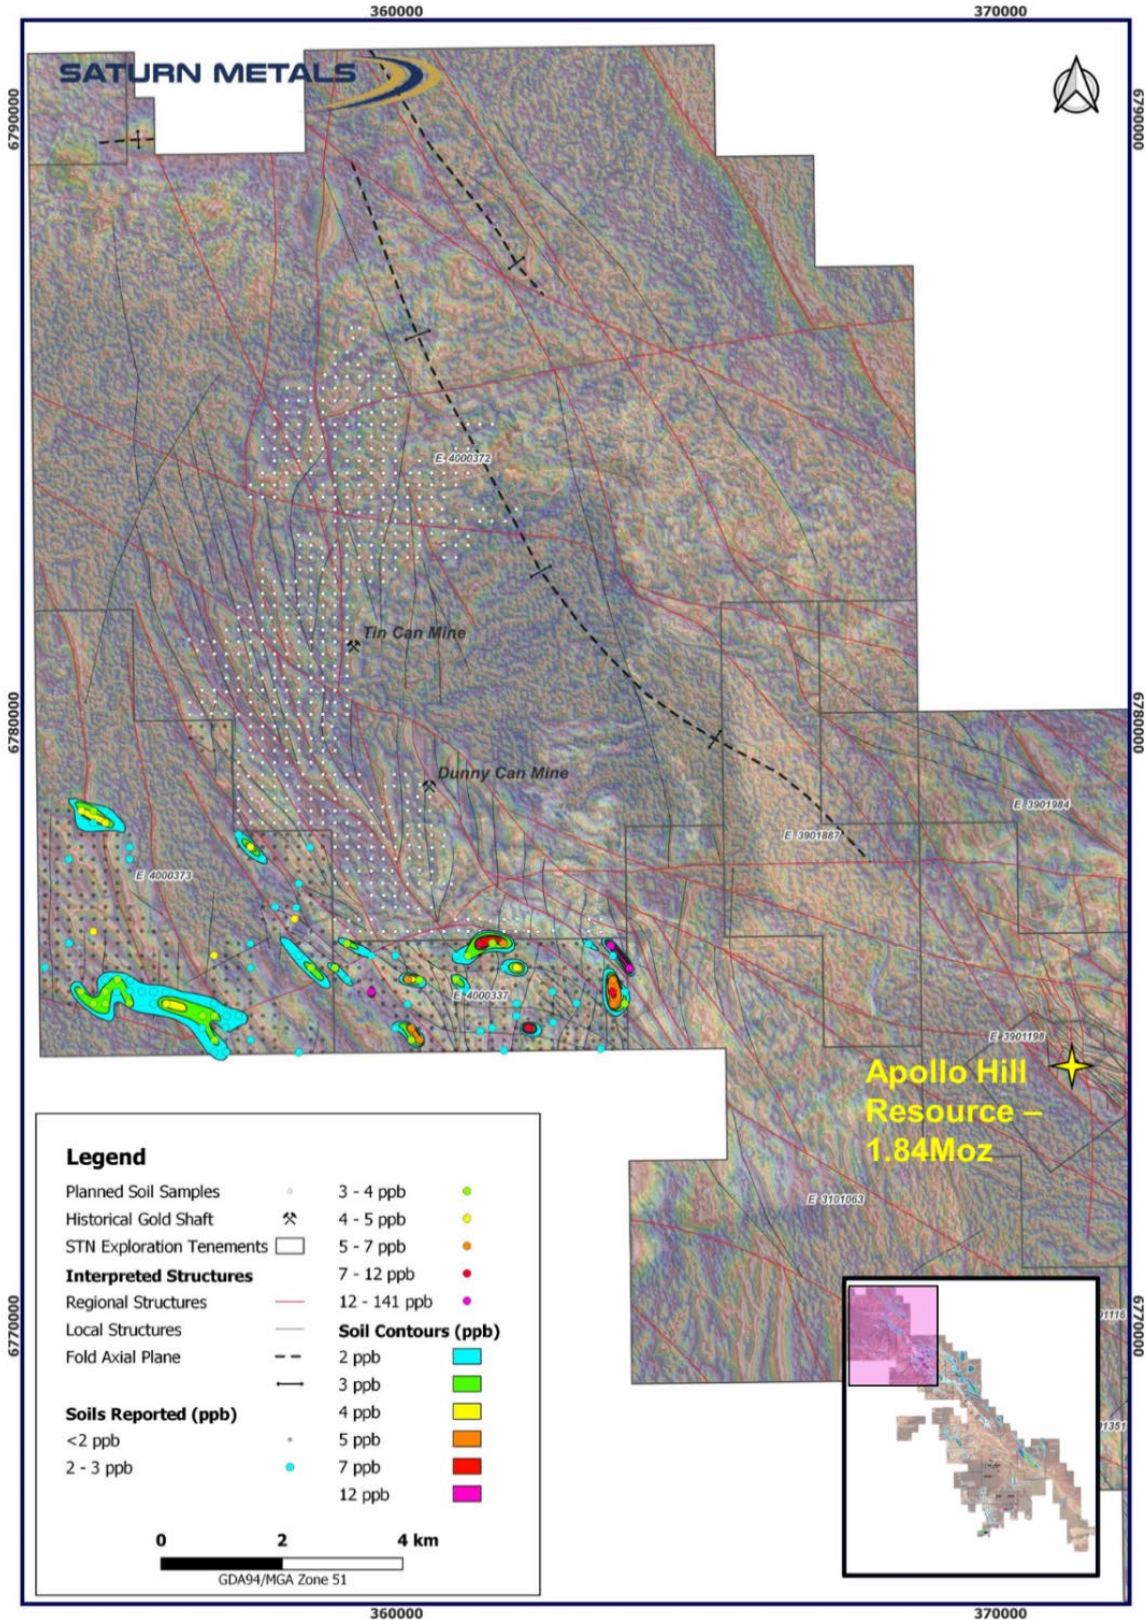 360000
370000
SATURN METALS
6790000
6790000
E 4000372
Tin Can Mine
6780000
6780000
Dunny Can Mine
E 3901984
E 3901887
E 4000373
E 4000337
E 3901198
Apollo Hill
Resource –
1.84Moz
E 3101063
Legend
Planned Soil Samples
Historical Gold Shaft
STN Exploration Tenements
Interpreted Structures
Regional Structures
Local Structures
Fold Axial Plane
Soils Reported (ppb)
<2 ppb
2 - 3 ppb
3 - 4 ppb
4 - 5 ppb
5 - 7 ppb
7 - 12 ppb
12 - 141 ppb
Soil Contours (ppb)
2 ppb
3 ppb
4 ppb
5 ppb
7 ppb
12 ppb
0 2 4 km
GDA94/MGA Zone 51
6770000
6770000
360000
370000